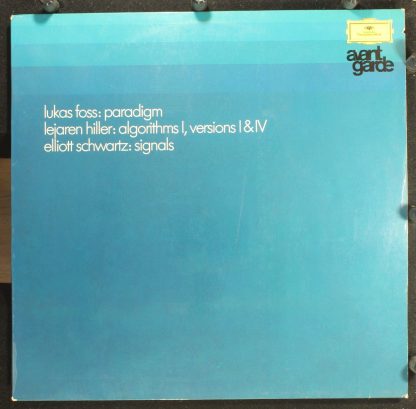 avant
garde
lukas foss: paradigm
lejaren hiller: algorithms I, versions I & IV
elliott schwartz: signals